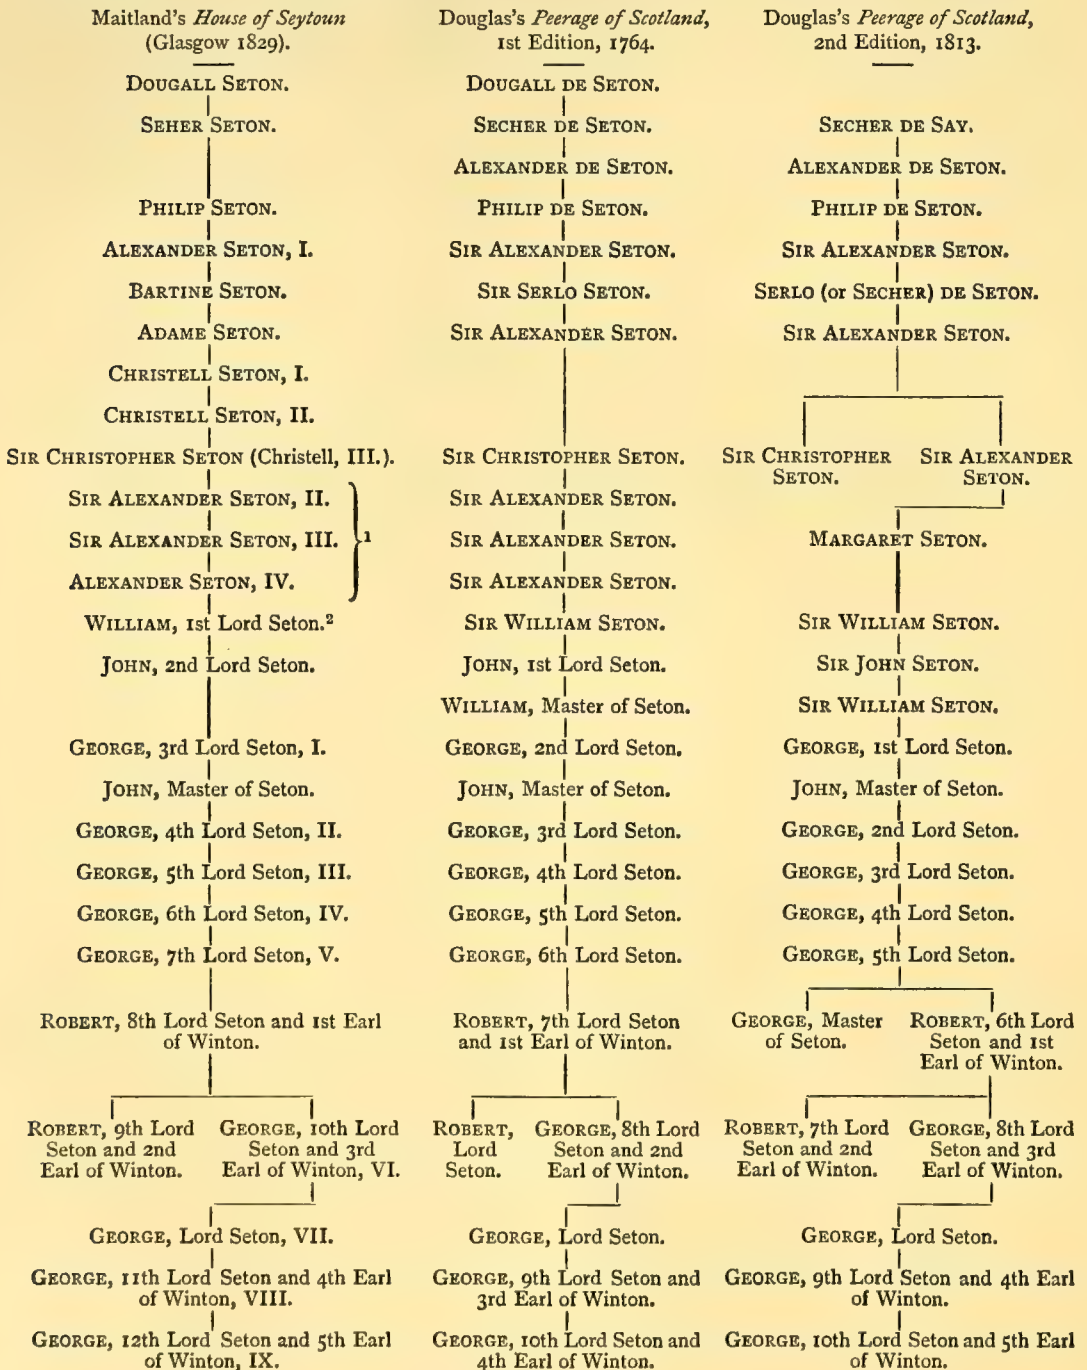 Maitland's House of Seytoun
(Glasgow 1829).
DOUGALL SETON.
SEHER SETON.
PHILIP SETON.
ALEXANDER SETON, I.
BARTINE SETON.
ADAME SETON.
CHRISTELL SETON, I.
CHRISTELL SETON, II.
SIR CHRISTOPHER SETON (Christell, III.).
SIR ALEXANDER SETON, II.
SIR ALEXANDER SETON, III.
1
ALEXANDER SETON, IV.
WILLIAM, 1st Lord Seton.²
JOHN, 2nd Lord Seton.
GEORGE, 3rd Lord Seton, I.
JOHN, Master of Seton.
GEORGE, 4th Lord Seton, II.
GEORGE, 5th Lord Seton, III.
GEORGE, 6th Lord Seton, IV.
GEORGE, 7th Lord Seton, V.
ROBERT, 8th Lord Seton and 1st Earl
of Winton.
ROBERT, 9th Lord
Seton and 2nd
Earl of Winton.
GEORGE, 10th Lord
Seton and 3rd
Earl of Winton, VI.
GEORGE, Lord Seton, VII.
GEORGE, 11th Lord Seton and 4th Earl
of Winton, VIII.
GEORGE, 12th Lord Seton and 5th Earl
of Winton, IX.
Douglas's Peerage of Scotland,
1st Edition, 1764.
DOUGALL DE SETON.
SECHER DE SETON.
ALEXANDER DE SETON.
PHILIP DE SETON.
SIR ALEXANDER SETON.
SIR SERLO SETON.
SIR ALEXANDER SETON.
SIR CHRISTOPHER SETON.
SIR ALEXANDER SETON.
SIR ALEXANDER SETON.
SIR ALEXANDER SETON.
SIR WILLIAM SETON.
JOHN, 1st Lord Seton.
WILLIAM, Master of Seton.
GEORGE, 2nd Lord Seton.
JOHN, Master of Seton.
GEORGE, 3rd Lord Seton.
GEORGE, 4th Lord Seton.
GEORGE, 5th Lord Seton.
GEORGE, 6th Lord Seton.
ROBERT, 7th Lord Seton
and 1st Earl of Winton.
ROBERT,
Lord
Seton.
GEORGE, 8th Lord
Seton and 2nd
Earl of Winton.
GEORGE, Lord Seton.
GEORGE, 9th Lord Seton and
3rd Earl of Winton.
GEORGE, 10th Lord Seton and
4th Earl of Winton.
Douglas's Peerage of Scotland,
2nd Edition, 1813.
SECHER DE SAY.
ALEXANDER DE SETON.
PHILIP DE SETON.
SIR ALEXANDER SETON.
SERLO (or SECHER) DE SETON.
SIR ALEXANDER SETON.
SIR CHRISTOPHER
SETON.
SIR ALEXANDER
SETON.
MARGARET SETON.
SIR WILLIAM SETON.
SIR JOHN SETON.
SIR WILLIAM SETON.
GEORGE, 1st Lord Seton.
JOHN, Master of Seton.
GEORGE, 2nd Lord Seton.
GEORGE, 3rd Lord Seton.
GEORGE, 4th Lord Seton.
GEORGE, 5th Lord Seton.
GEORGE, Master
of Seton.
ROBERT, 6th Lord
Seton and 1st
Earl of Winton.
ROBERT, 7th Lord
Seton and 2nd
Earl of Winton.
GEORGE, 8th Lord
Seton and 3rd
Earl of Winton.
GEORGE, Lord Seton.
GEORGE, 9th Lord Seton and 4th Earl
of Winton.
GEORGE, 10th Lord Seton and 5th Earl
of Winton.